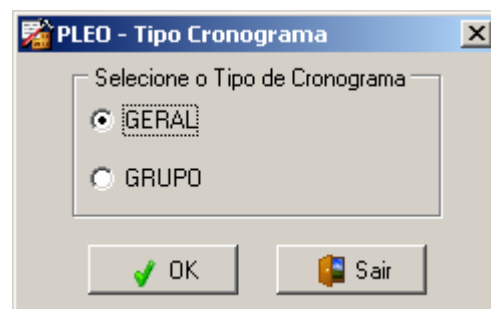 PLEO - Tipo Cronograma
Selecione o Tipo de Cronograma
GERAL
GRUPO
OK Sair